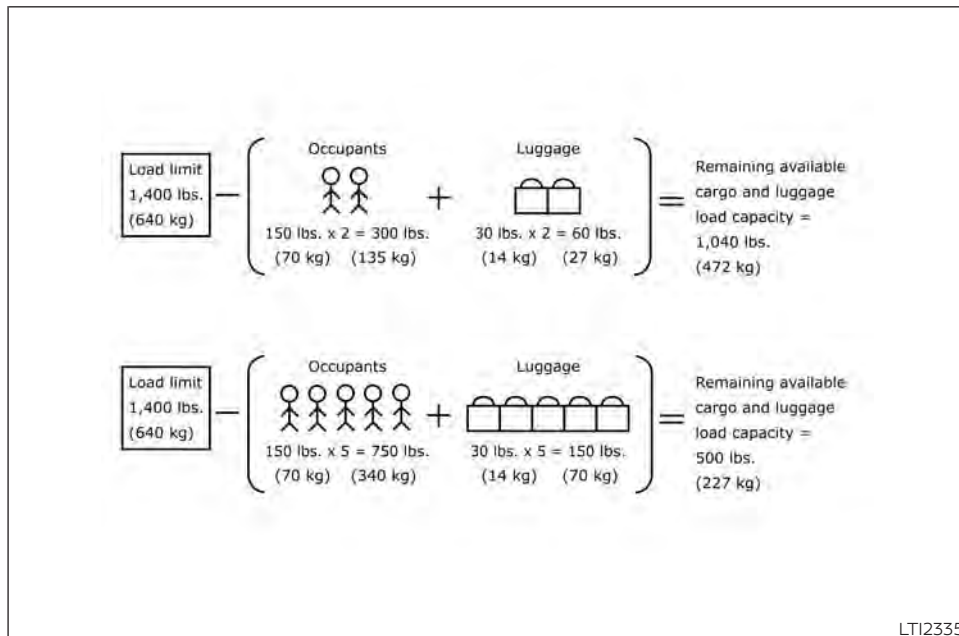 Occupants
Luggage
Load limit
1,400 lbs.
(640 kg)
150 lbs. x 2 = 300 lbs.
(70 kg) (135 kg)
+
30 lbs. x 2 = 60 lbs.
(14 kg) (27 kg)
=
Remaining available
cargo and luggage
load capacity =
1,040 lbs.
(472 kg)
Occupants
Luggage
Load limit
1,400 lbs.
(640 kg)
150 lbs. x 5 = 750 lbs.
(70 kg) (340 kg)
+
30 lbs. x 5 = 150 lbs.
(14 kg) (70 kg)
=
Remaining available
cargo and luggage
load capacity =
500 lbs.
(227 kg)
LTI2335